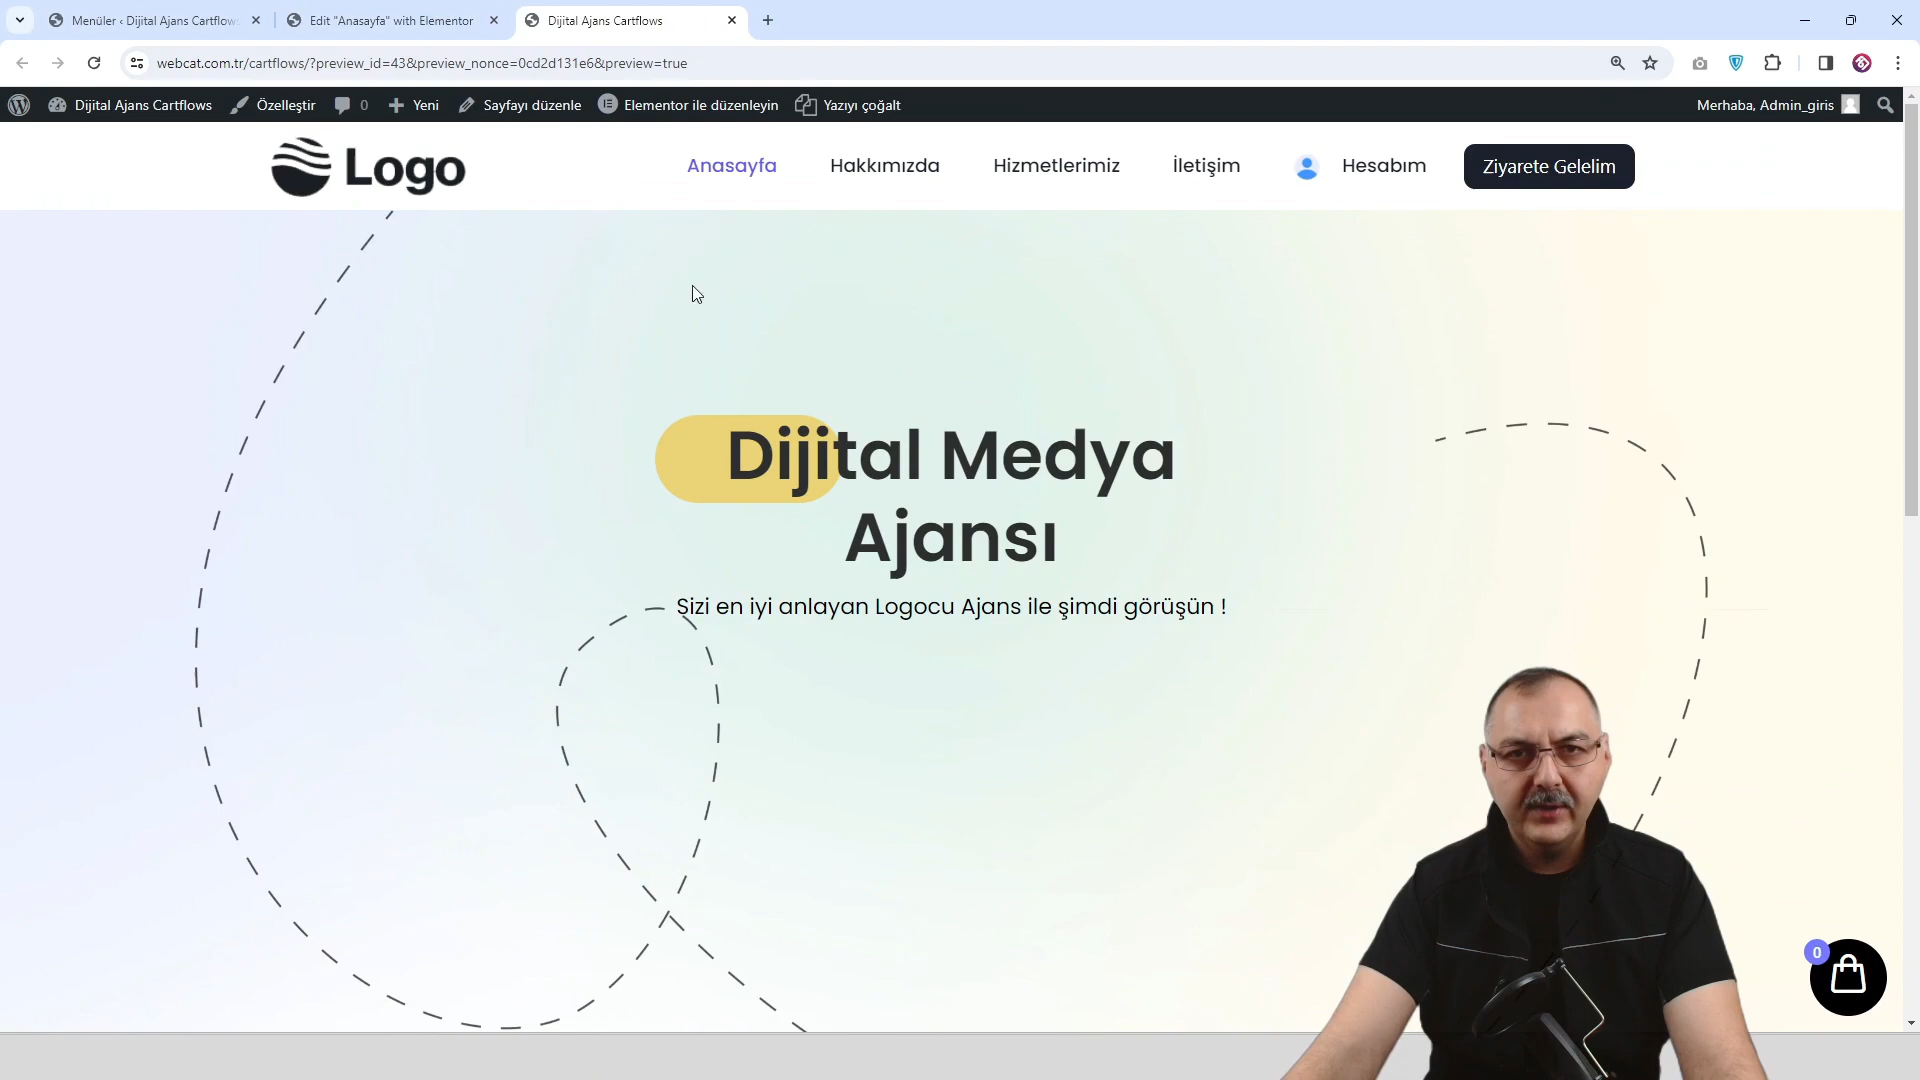 Menüler ‹ Dijital Ajans Cartflow
Edit "Anasayfa" with Elementor
Dijital Ajans Cartflows
webcat.com.tr/cartflows/?preview_id=43&preview_nonce=0cd2d131e6&preview=true
Dijital Ajans Cartflows
Özelleştir
0
Yeni
Sayfayı düzenle
Elementor ile düzenleyin
Yazıyı çoğalt
Merhaba, Admin_giris
Logo
Anasayfa
Hakkımızda
Hizmetlerimiz
İletişim
Hesabım
Ziyarete Gelelim
Dijital Medya
Ajansı
Sizi en iyi anlayan Logocu Ajans ile şimdi görüşün !
0